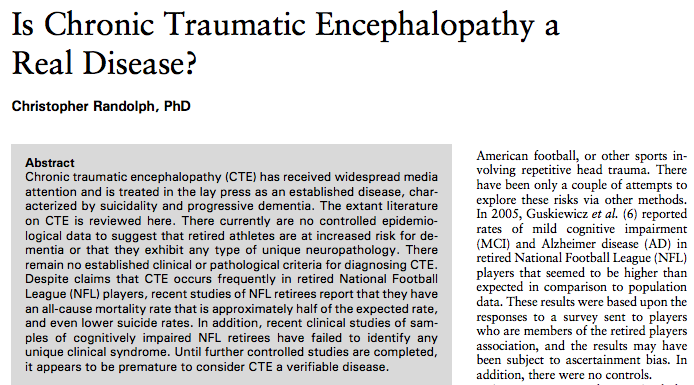 Is Chronic Traumatic Encephalopathy a
Real Disease?
Christopher Randolph, PhD
Abstract
Chronic traumatic encephalopathy (CTE) has received widespread media
attention and is treated in the lay press as an established disease, char-
acterized by suicidality and progressive dementia. The extant literature
on CTE is reviewed here. There currently are no controlled epidemio-
logical data to suggest that retired athletes are at increased risk for de-
mentia or that they exhibit any type of unique neuropathology. There
remain no established clinical or pathological criteria for diagnosing CTE.
Despite claims that CTE occurs frequently in retired National Football
League (NFL) players, recent studies of NFL retirees report that they have
an all-cause mortality rate that is approximately half of the expected rate,
and even lower suicide rates. In addition, recent clinical studies of sam-
ples of cognitively impaired NFL retirees have failed to identify any
unique clinical syndrome. Until further controlled studies are completed,
it appears to be premature to consider CTE a verifiable disease.
American football, or other sports in-
volving repetitive head trauma. There
have been only a couple of attempts to
explore these risks via other methods.
In 2005, Guskiewicz et al. (6) reported
rates of mild cognitive impairment
(MCI) and Alzheimer disease (AD) in
retired National Football League (NFL)
players that seemed to be higher than
expected in comparison to population
data. These results were based upon the
responses to a survey sent to players
who are members of the retired players
association, and the results may have
been subject to ascertainment bias. In
addition, there were no controls.